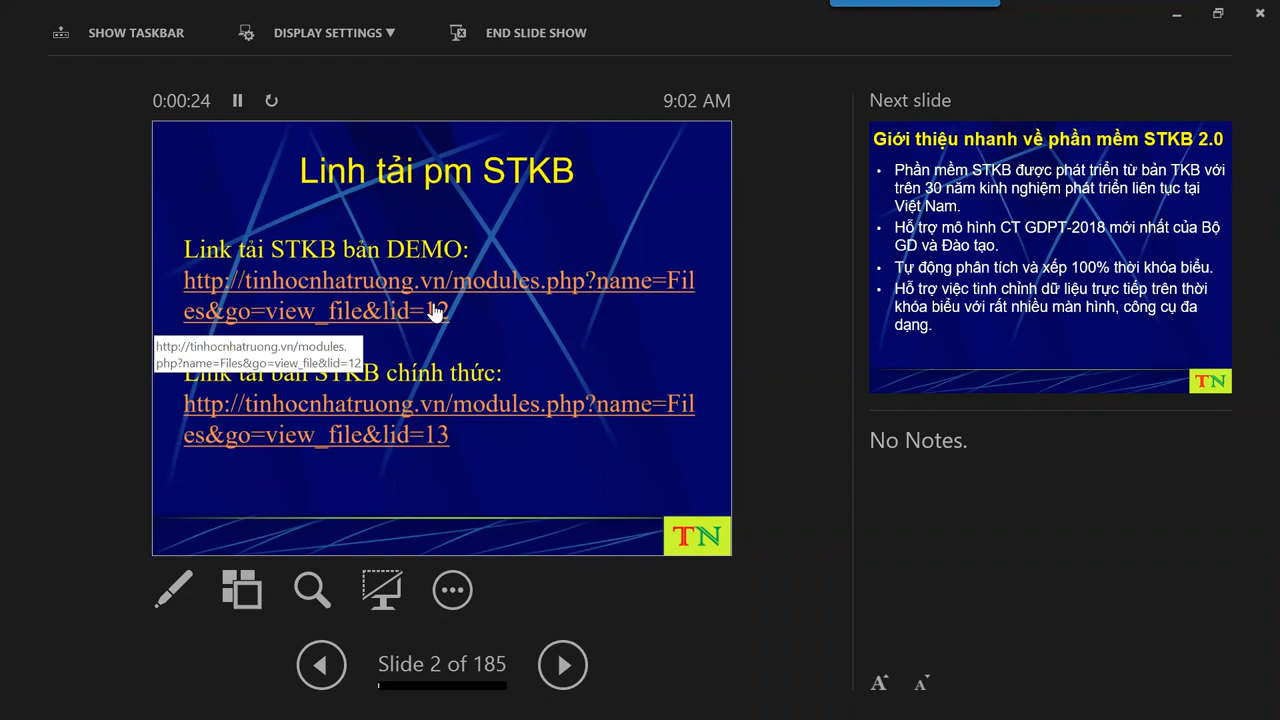 SHOW TASKBAR
DISPLAY SETTINGS ▼
END SLIDE SHOW
0:00:24
9:02 AM
Linh tải pm STKB
Link tải STKB bản DEMO:
http://tinhocnhatruong.vn/modules.php?name=Fil
es&go=view_file&lid=12
http://tinhocnhatruong.vn/modules.
php?name=Files&go=view_file&lid=12
Link tải bản STKB chính thức:
http://tinhocnhatruong.vn/modules.php?name=Fil
es&go=view_file&lid=13
TN
Slide 2 of 185
Next slide
Giới thiệu nhanh về phần mềm STKB 2.0
• Phần mềm STKB được phát triển từ bản TKB với
trên 30 năm kinh nghiệm phát triển liên tục tại
Việt Nam.
• Hỗ trợ mô hình CT GDPT-2018 mới nhất của Bộ
GD và Đào tạo.
• Tự động phân tích và xếp 100% thời khóa biểu.
• Hỗ trợ việc tinh chỉnh dữ liệu trực tiếp trên thời
khóa biểu với rất nhiều màn hình, công cụ đa
dạng.
TN
No Notes.
A A